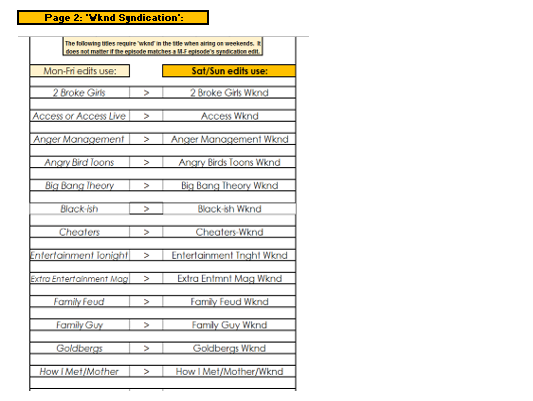 Page 2: 'Wknd Syndication':
The following titles require 'wknd' in the title when airing on weekends. It
does not matter if the episode matches a M-F episode's syndication edit.
Mon-Fri edits use: Sat/Sun edits use:
2 Broke Girls > 2 Broke Girls Wknd
Access or Access Live > Access Wknd
Anger Management > Anger Management Wknd
Angry Bird Toons > Angry Birds Toons Wknd
Big Bang Theory > Big Bang Theory Wknd
Black-ish > Black-ish Wknd
Cheaters > Cheaters-Wknd
Entertainment Tonight > Entertainment Tnght Wknd
Extra Entertainment Mag > Extra Entmnt Mag Wknd
Family Feud > Family Feud Wknd
Family Guy > Family Guy Wknd
Goldbergs > Goldbergs Wknd
How I Met/Mother > How I Met/Mother/Wknd